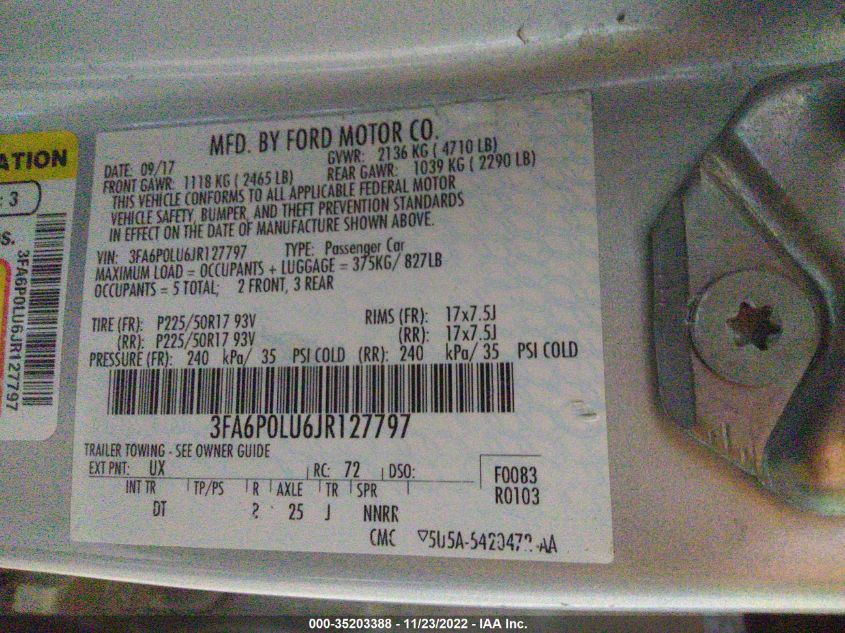 ATION
: 3
S.
3FA6P0LU6JR127797
MFD. BY FORD MOTOR CO.
DATE: 09/17 GVWR: 2136 KG ( 4710 LB)
FRONT GAWR: 1118 KG ( 2465 LB) REAR GAWR: 1039 KG ( 2290 LB)
THIS VEHICLE CONFORMS TO ALL APPLICABLE FEDERAL MOTOR
VEHICLE SAFETY, BUMPER, AND THEFT PREVENTION STANDARDS
IN EFFECT ON THE DATE OF MANUFACTURE SHOWN ABOVE.
VIN: 3FA6P0LU6JR127797 TYPE: Passenger Car
MAXIMUM LOAD = OCCUPANTS + LUGGAGE = 375KG/ 827LB
OCCUPANTS = 5 TOTAL; 2 FRONT, 3 REAR
TIRE (FR): P225/50R17 93V RIMS (FR): 17x7.5J
(RR): P225/50R17 93V (RR): 17x7.5J
PRESSURE (FR): 240 kPa/ 35 PSI COLD (RR): 240 kPa/ 35 PSI COLD
3FA6P0LU6JR127797
TRAILER TOWING - SEE OWNER GUIDE
EXT PNT: UX RC: 72 DSO:
F0083
R0103
INT TR TP/PS R AXLE TR SPR
DT 2 25 J NNRR
CMC ▽5U5A-5420472-AA
000-35203388 - 11/23/2022 - IAA Inc.